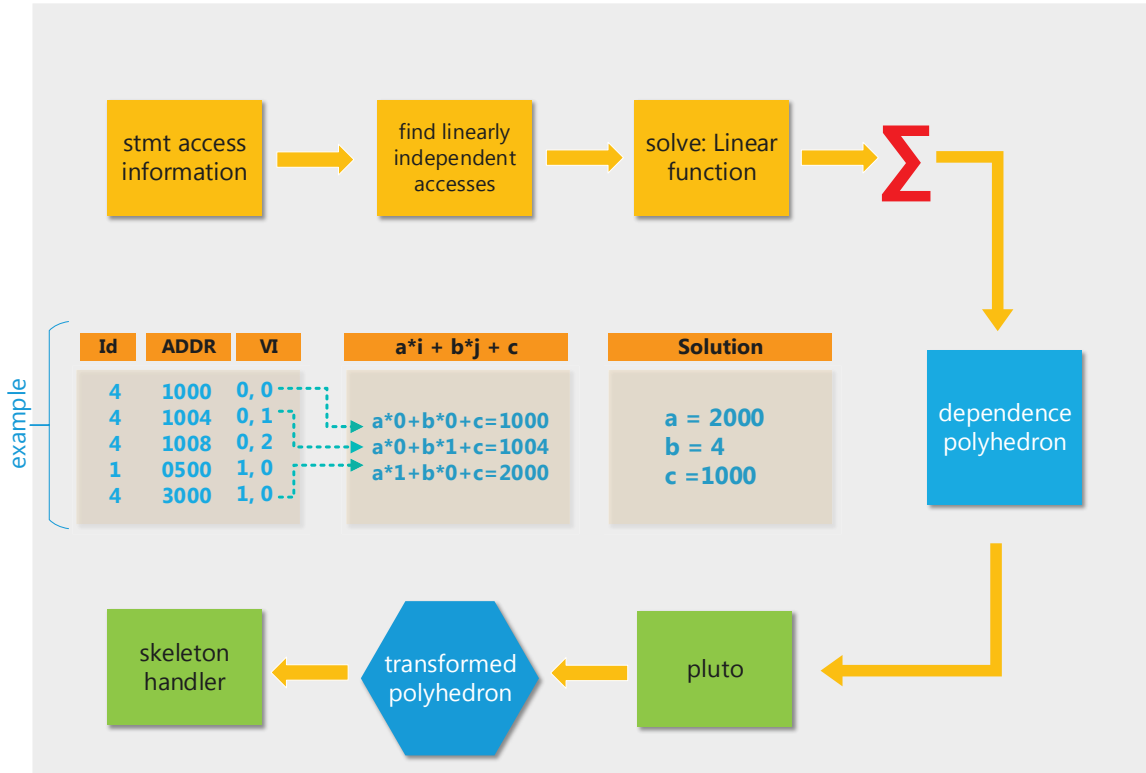 stmt access
information
find linearly
independent
accesses
solve: Linear
function
Σ
example
Id ADDR VI
4 1000 0, 0
4 1004 0, 1
4 1008 0, 2
1 0500 1, 0
4 3000 1, 0
a*i + b*j + c
a*0+b*0+c=1000
a*0+b*1+c=1004
a*1+b*0+c=2000
Solution
a = 2000
b = 4
c =1000
dependence
polyhedron
skeleton
handler
transformed
polyhedron
pluto